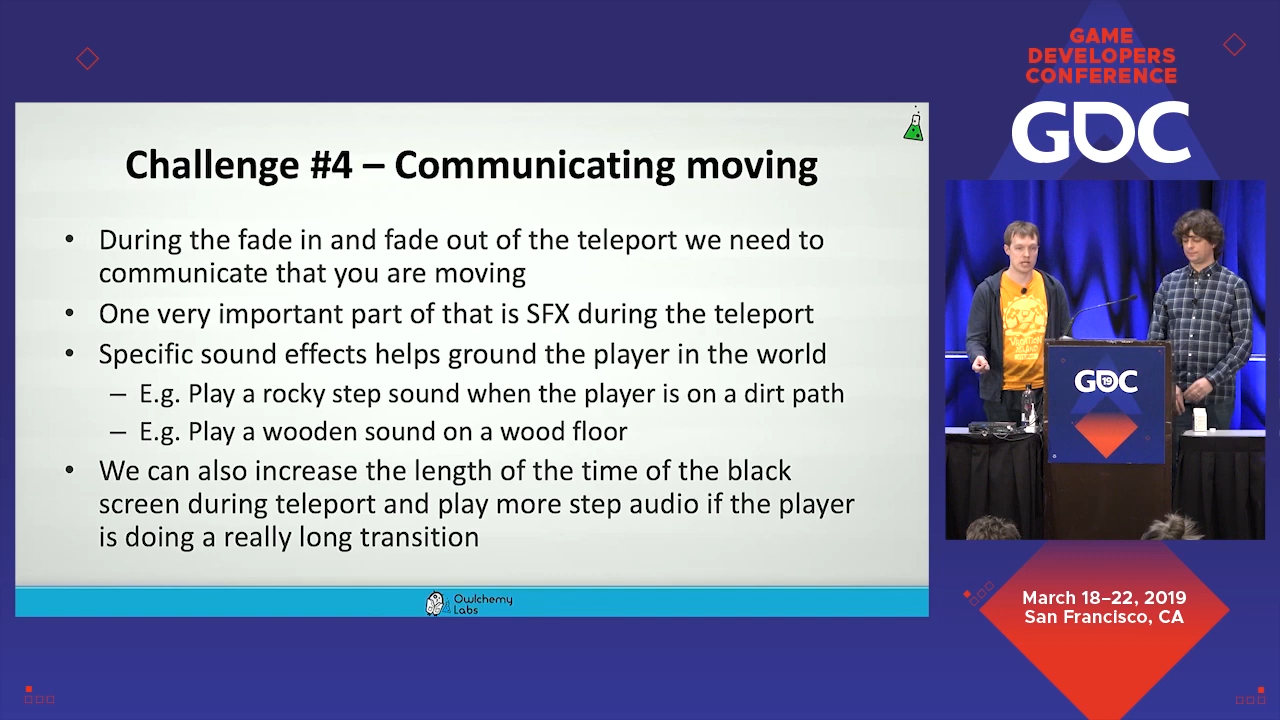 GAME
DEVELOPERS
CONFERENCE
GDC
Challenge #4 – Communicating moving
• During the fade in and fade out of the teleport we need to
communicate that you are moving
• One very important part of that is SFX during the teleport
• Specific sound effects helps ground the player in the world
– E.g. Play a rocky step sound when the player is on a dirt path
– E.g. Play a wooden sound on a wood floor
• We can also increase the length of the time of the black
screen during teleport and play more step audio if the player
is doing a really long transition
Owlchemy
Labs
VACATION
GDC
19
March 18–22, 2019
San Francisco, CA